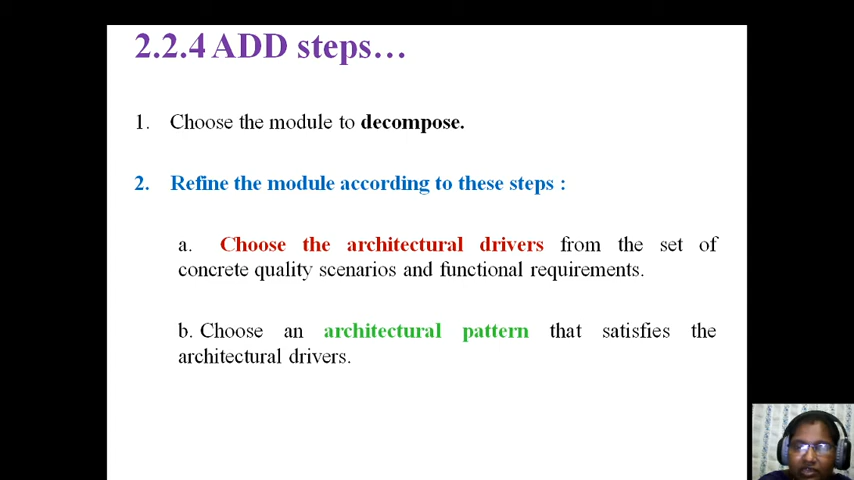 2.2.4 ADD steps…
1. Choose the module to decompose.
2. Refine the module according to these steps :
a. Choose the architectural drivers from the set of
concrete quality scenarios and functional requirements.
b. Choose an architectural pattern that satisfies the
architectural drivers.